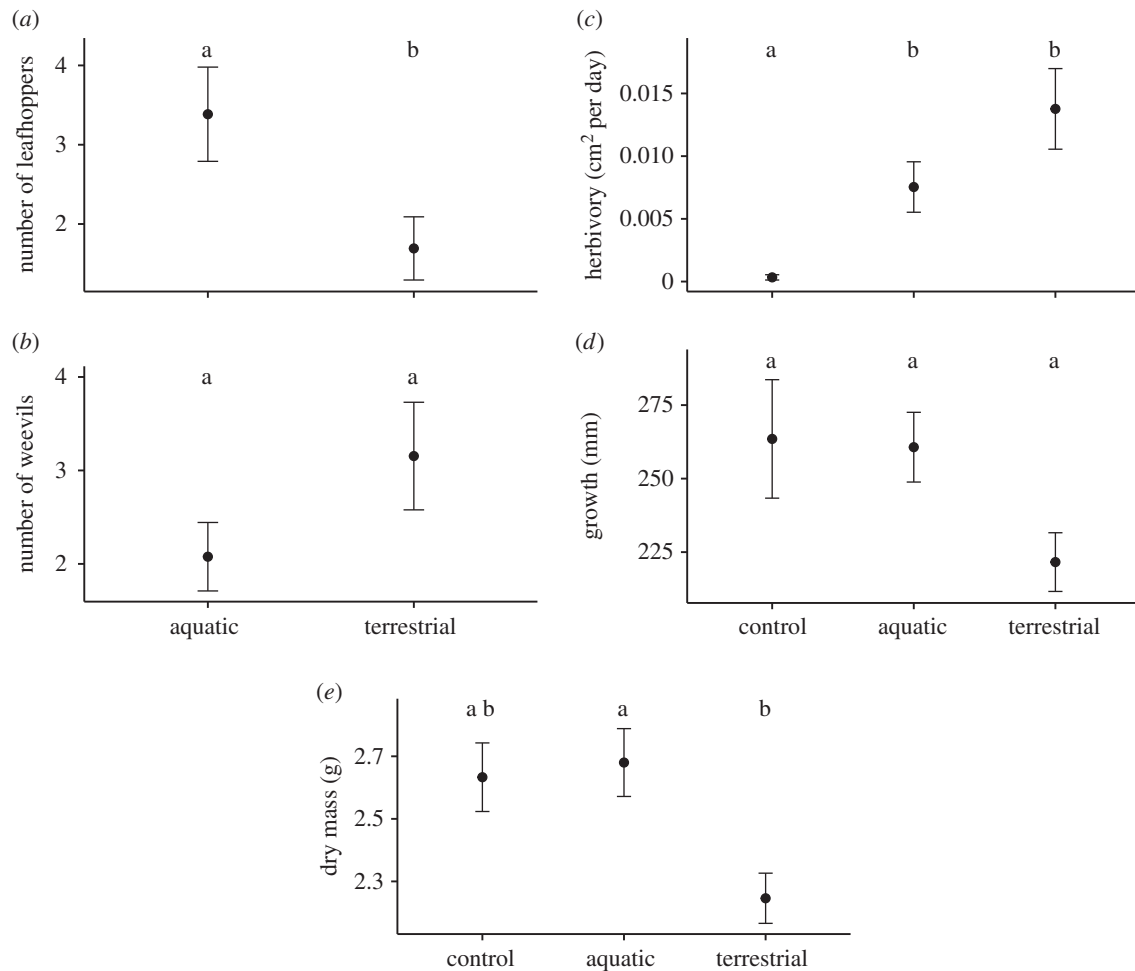 (a)
a b
number of leafhoppers
4
3
2
(b)
a a
number of weevils
4
3
2
aquatic terrestrial
(c)
a b b
herbivory (cm² per day)
0.015
0.010
0.005
0
(d)
a a a
growth (mm)
275
250
225
control aquatic terrestrial
(e)
a b a b
dry mass (g)
2.7
2.5
2.3
control aquatic terrestrial